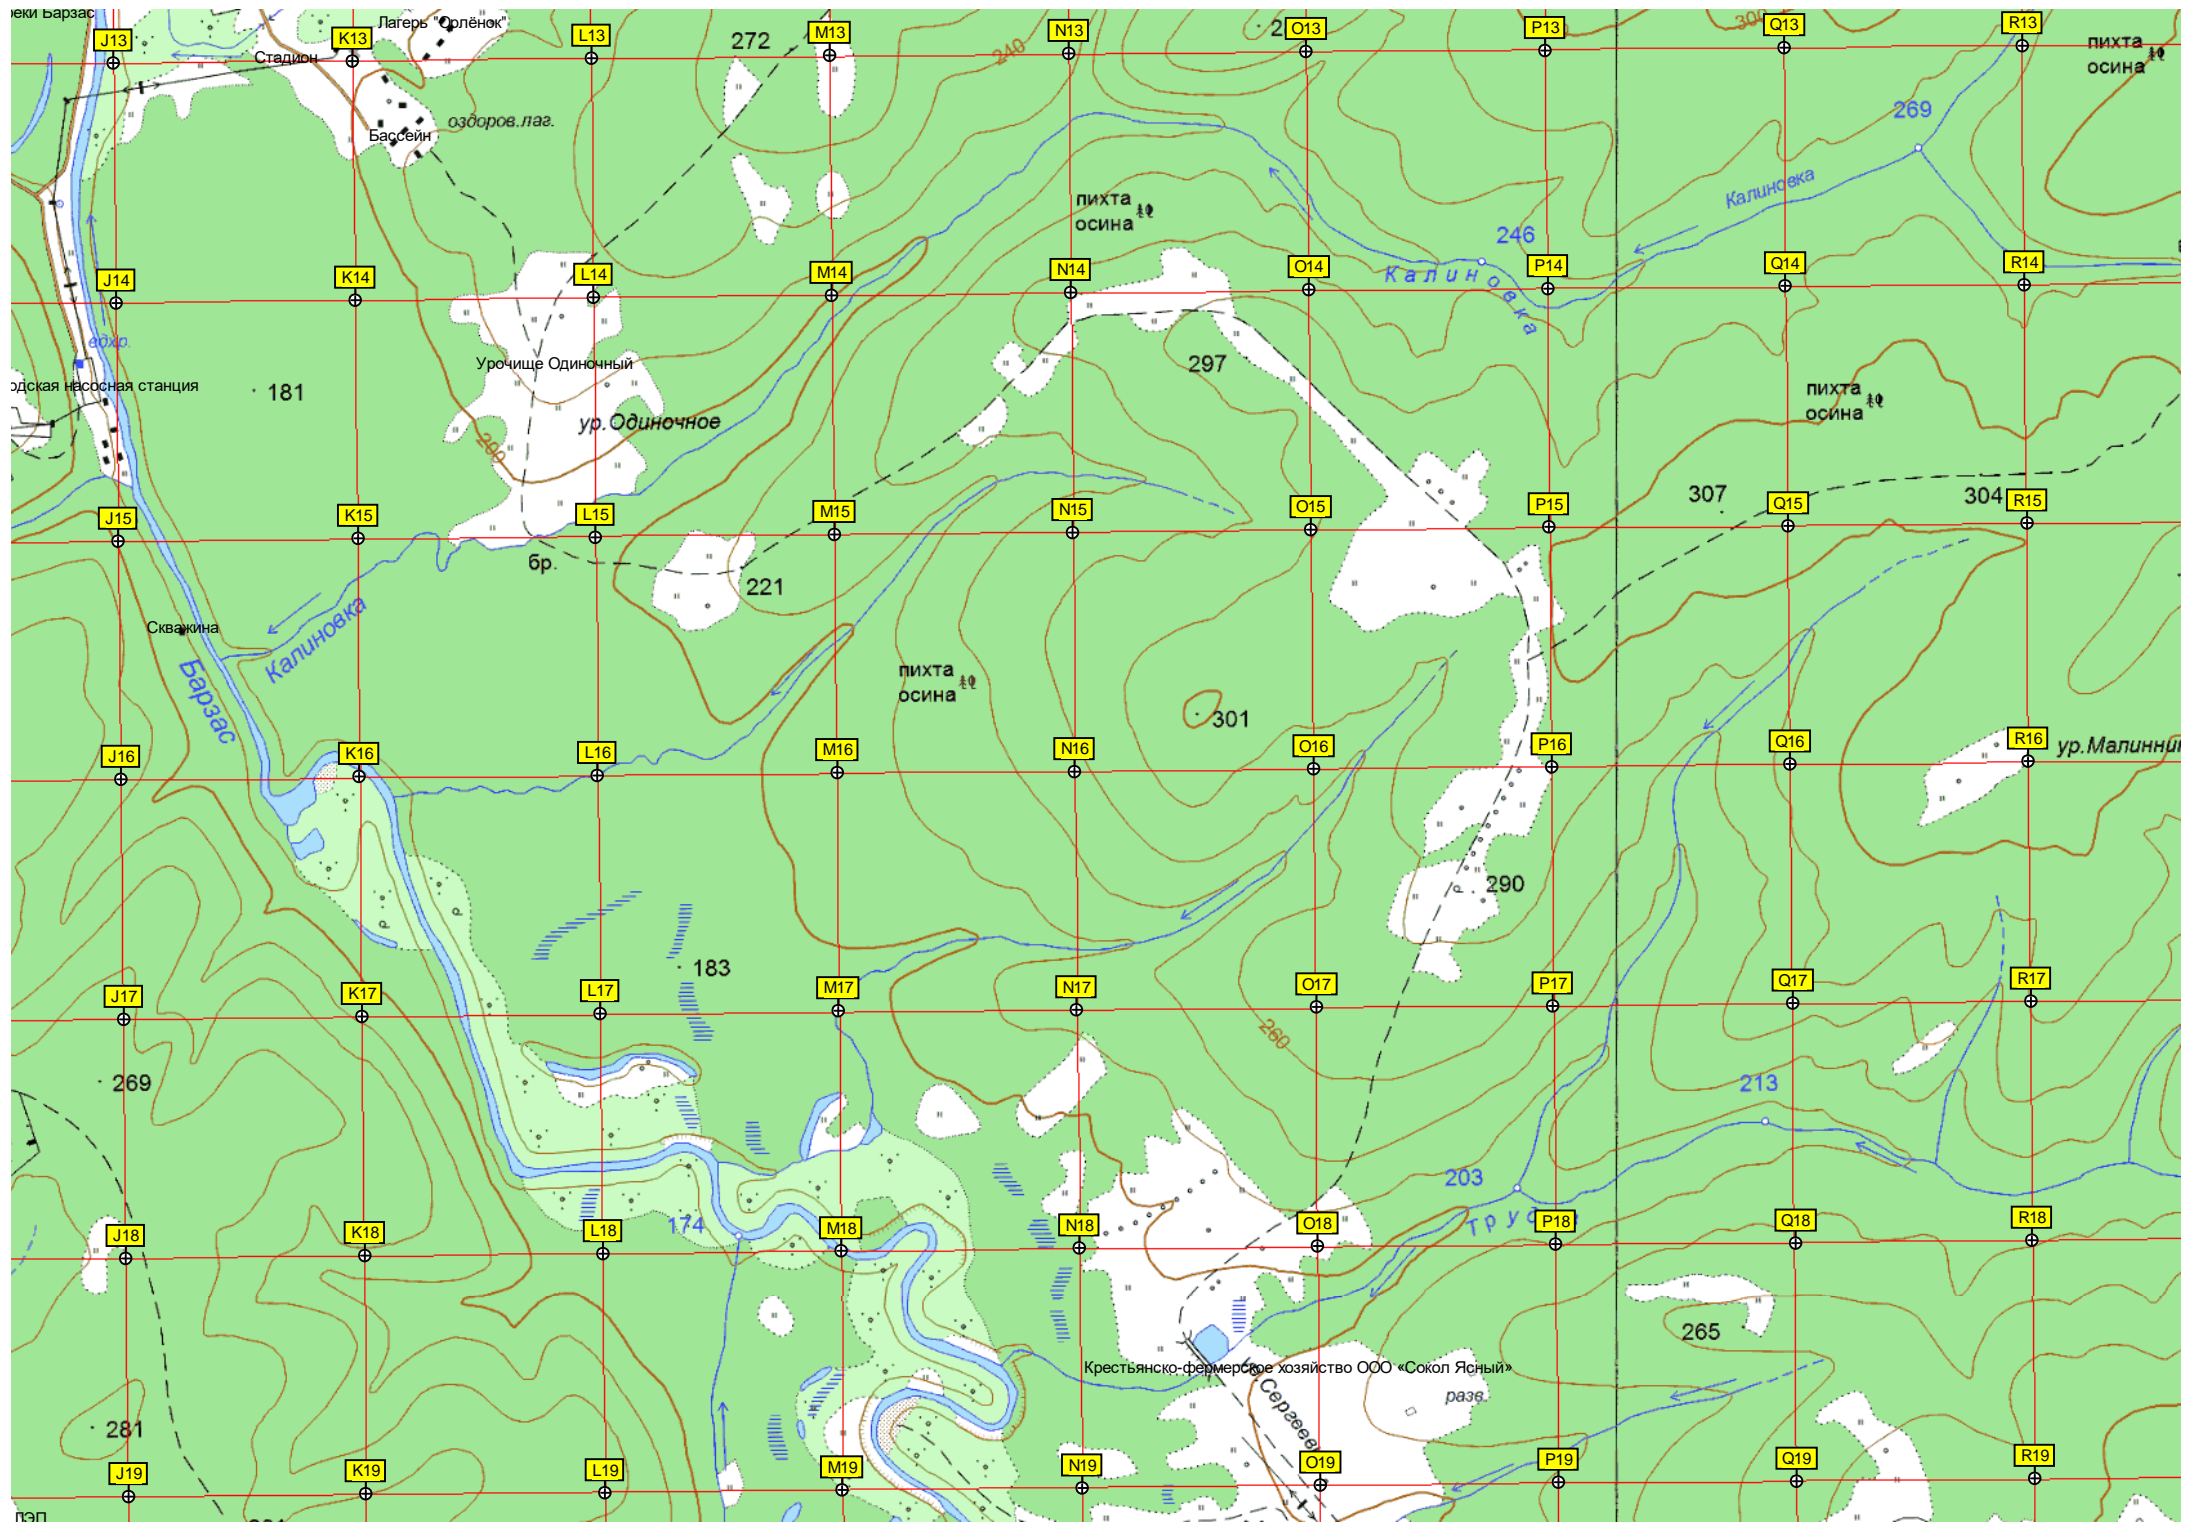 реки Барзас
Лагерь "Орлёнок"
J13
K13
L13
272
M13
240
N13
O13
P13
300
Q13
R13
пихта
осина
Стадион
Бассейн
оздоров.лаг.
269
Калиновка
пихта
осина
246
J14
K14
L14
M14
N14
O14
Калиновка
P14
Q14
R14
вдхр.
одская насосная станция
181
Урочище Одиночный
297
ур.Одиночное
200
пихта
осина
J15
K15
L15
M15
N15
O15
P15
307
Q15
304
R15
бр.
221
Скважина
Калиновка
Барзас
пихта
осина
301
J16
K16
L16
M16
N16
O16
P16
Q16
R16
ур.Малинни
290
183
J17
K17
L17
M17
N17
O17
P17
Q17
R17
260
269
213
203
Труд
174
J18
K18
L18
M18
N18
O18
P18
Q18
R18
265
Крестьянско-фермерское хозяйство ООО «Сокол Ясный»
Сергеев
разв.
281
J19
K19
L19
M19
N19
O19
P19
Q19
R19
ЛЭП